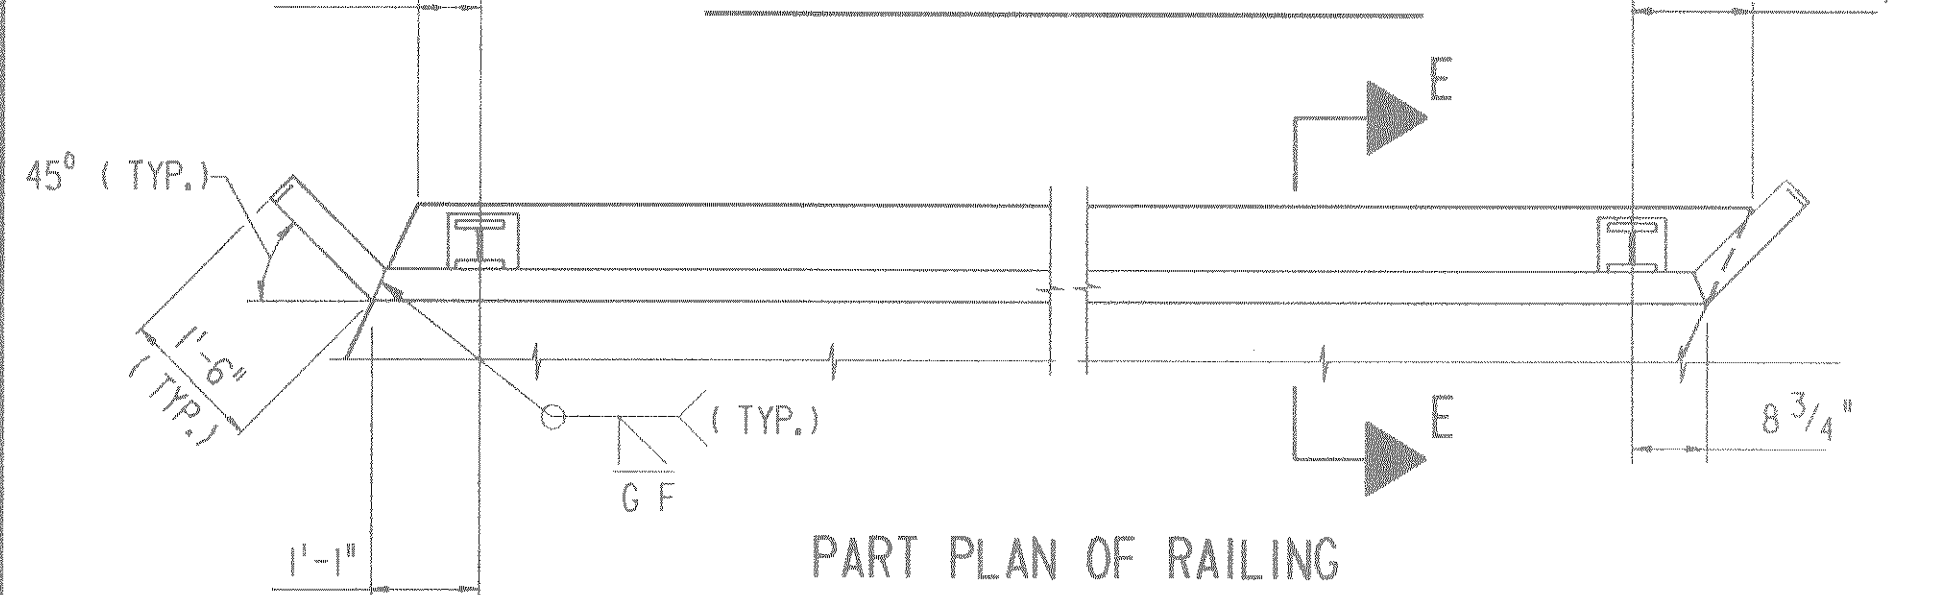 E
45° ( TYP.)
1'-6"
( TYP.)
( TYP.)
G F
E
8 3/4"
1'-1"
PART PLAN OF RAILING